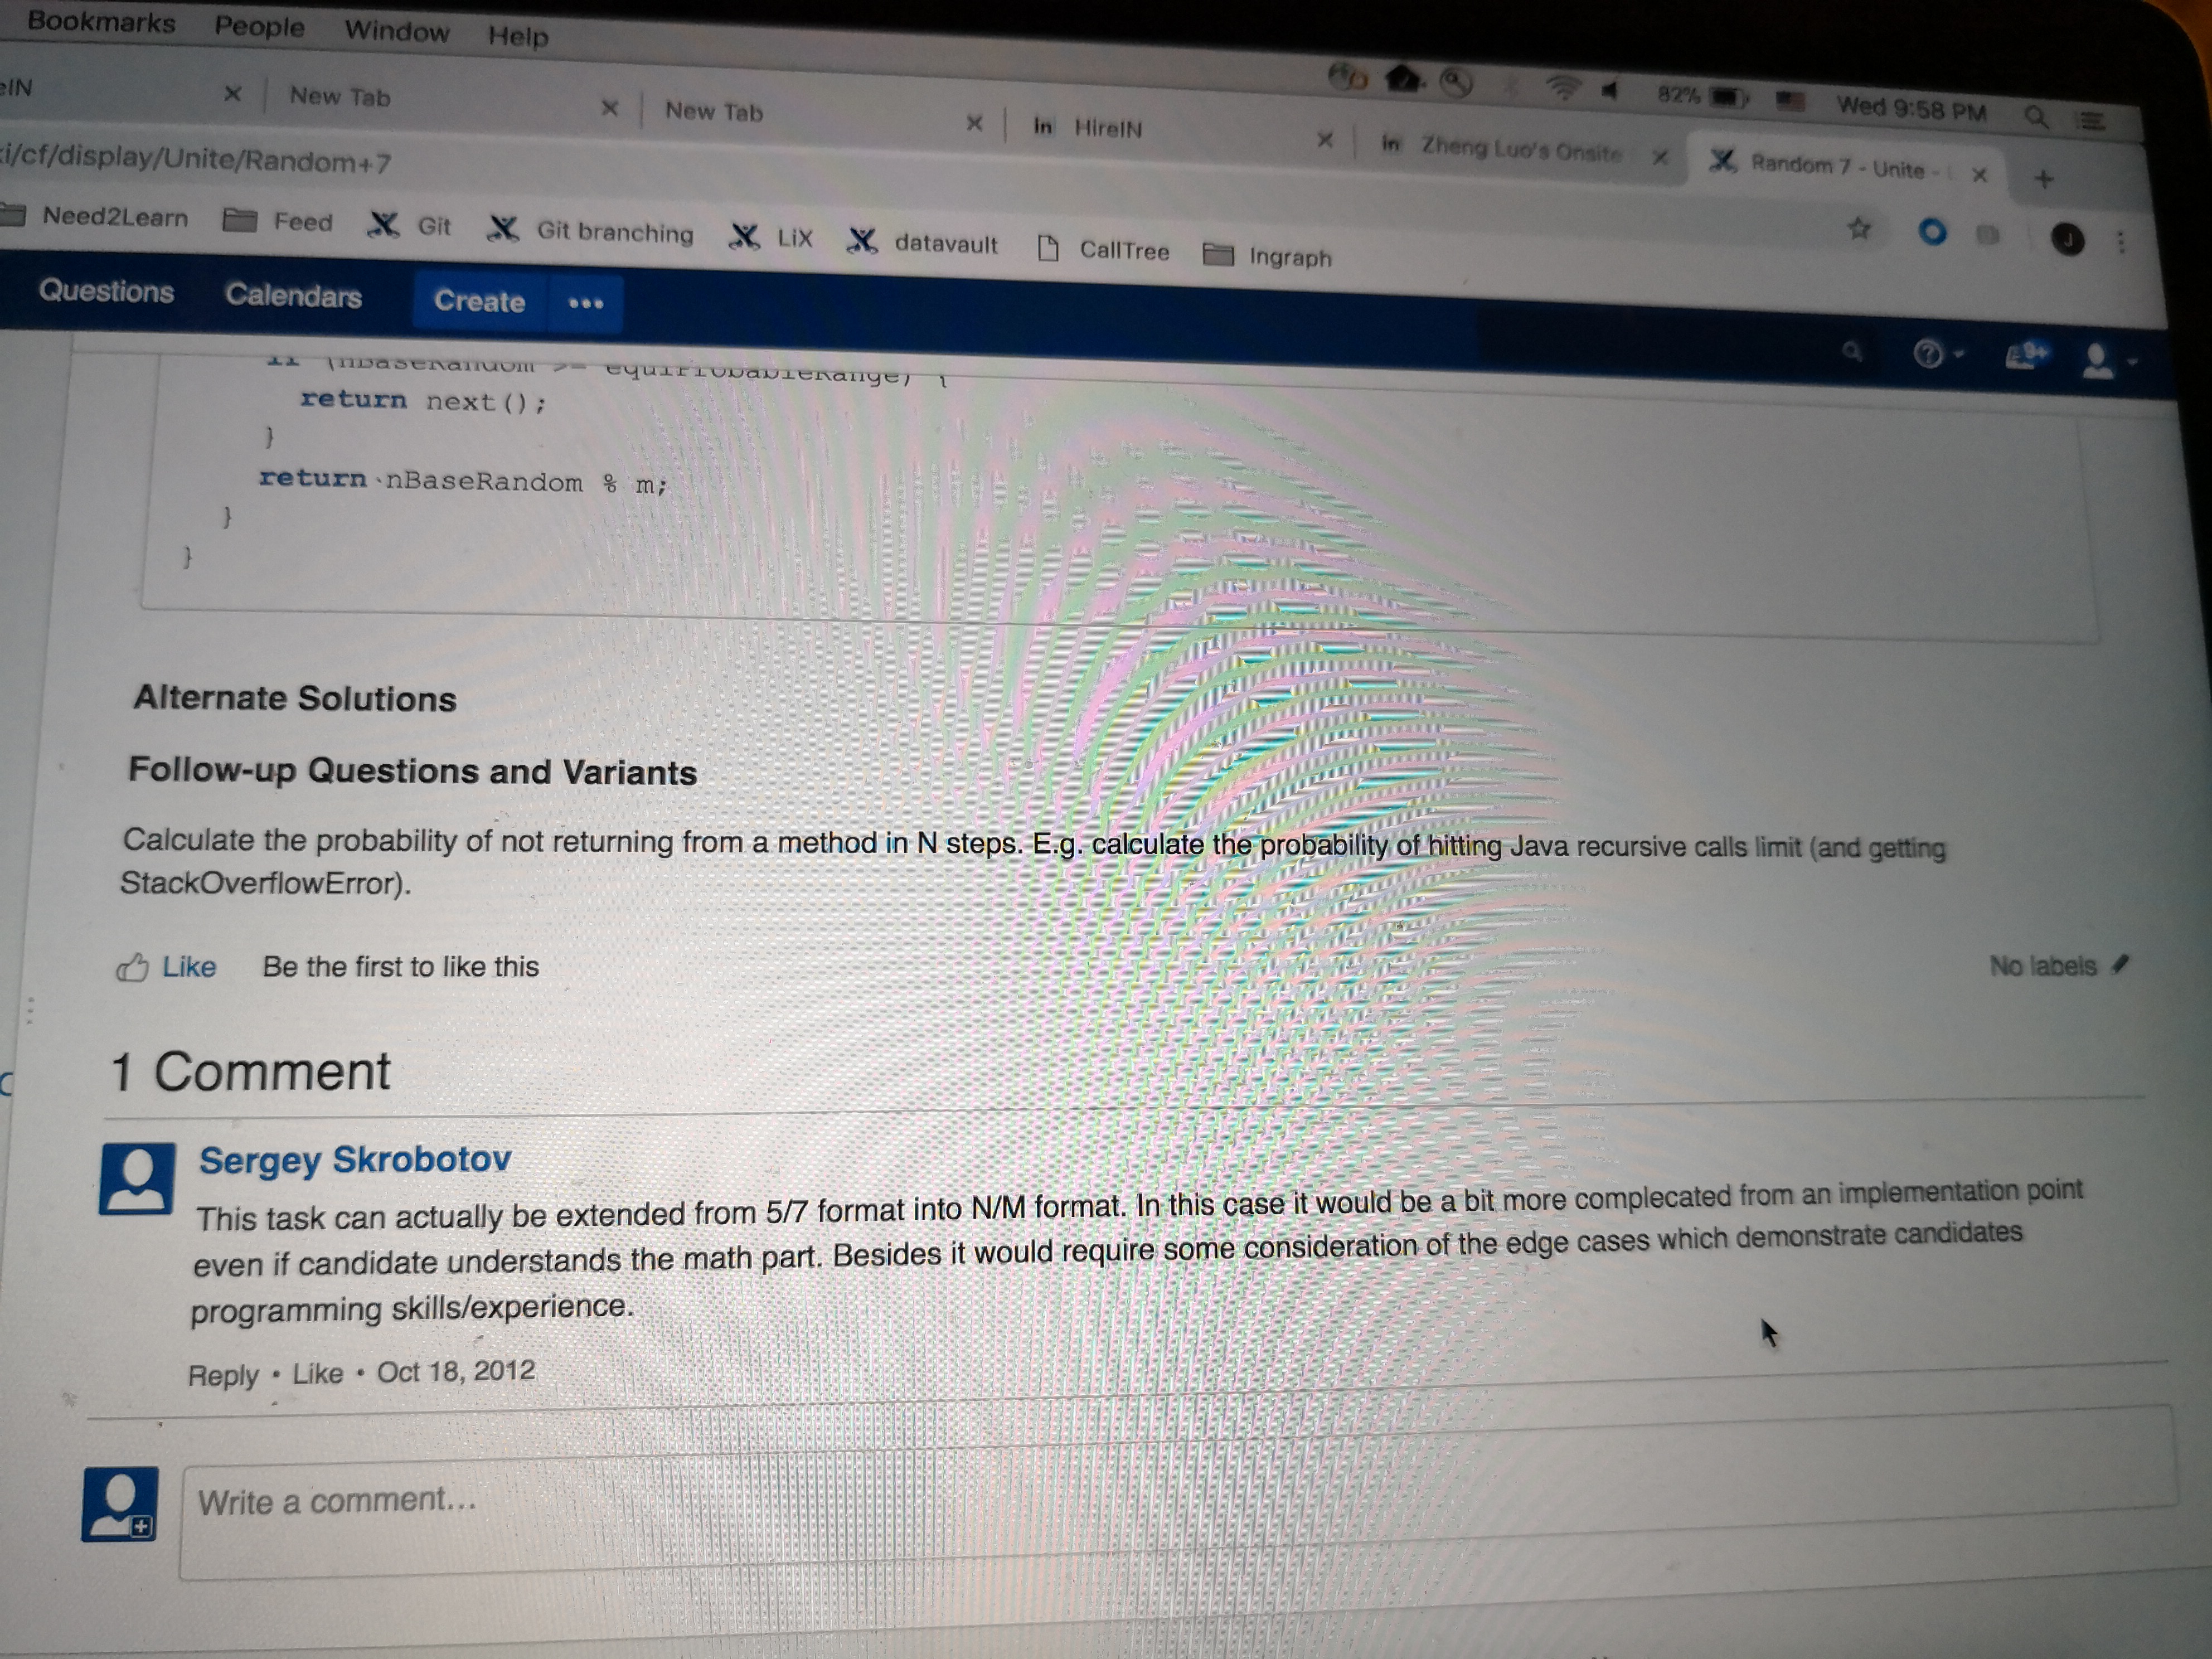 Bookmarks People Window Help
82% Wed 9:58 PM
eIN New Tab New Tab in HireIN in Zheng Luo's Onsite Random 7 - Unite -
i/cf/display/Unite/Random+7
Need2Learn Feed Git Git branching LiX datavault CallTree Ingraph
J
Questions Calendars Create •••
9+
if (nBaseRandom >= equiProbableRange) {
return next();
}
return nBaseRandom % m;
}
}
Alternate Solutions
Follow-up Questions and Variants
Calculate the probability of not returning from a method in N steps. E.g. calculate the probability of hitting Java recursive calls limit (and getting
StackOverflowError).
Like Be the first to like this No labels
1 Comment
Sergey Skrobotov
This task can actually be extended from 5/7 format into N/M format. In this case it would be a bit more complecated from an implementation point
even if candidate understands the math part. Besides it would require some consideration of the edge cases which demonstrate candidates
programming skills/experience.
Reply • Like • Oct 18, 2012
Write a comment...